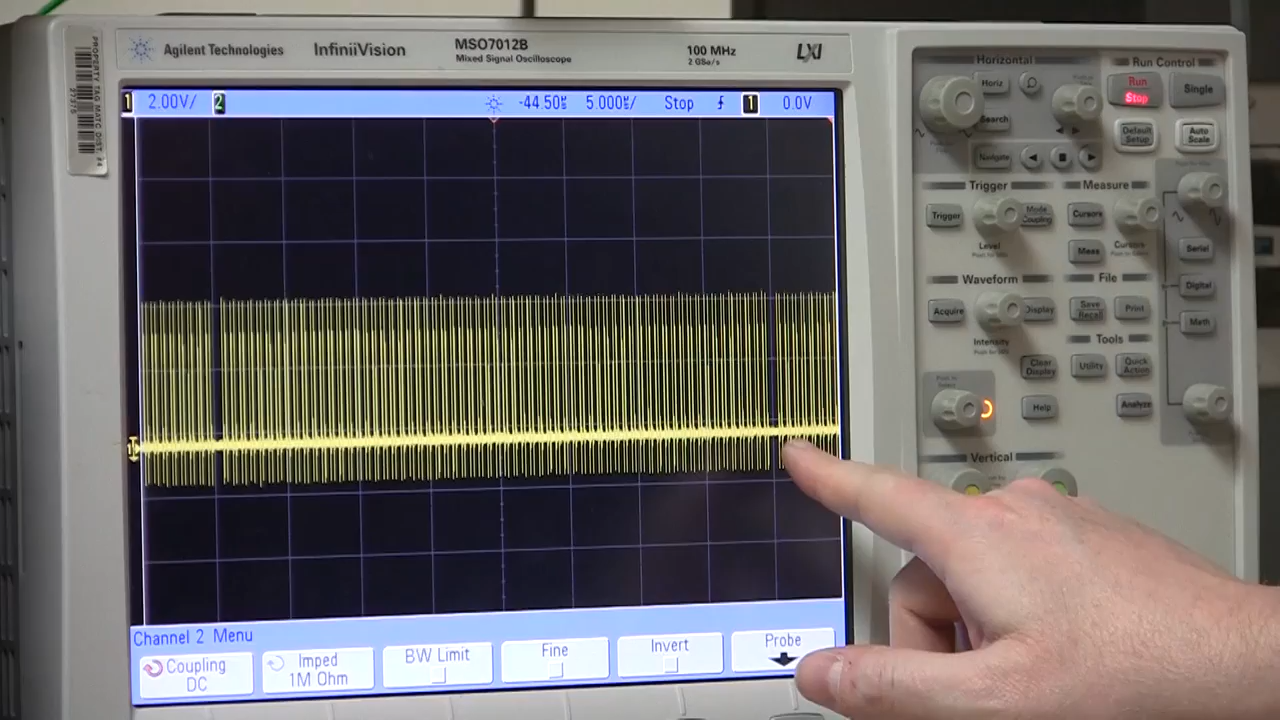 Agilent Technologies
InfiniiVision
MSO7012B
Mixed Signal Oscilloscope
100 MHz
2 GSa/s
LXI
1 2.00V/ 2 -44.50µs 5.000µs/ Stop 1 0.0V
Channel 2 Menu
Coupling
DC
Imped
1M Ohm
BW Limit
Fine
Invert
Probe
Horizontal
Horiz
Search
Navigate
Run Control
Run
Stop
Single
Default
Setup
Auto
Scale
Trigger
Trigger
Mode
Coupling
Level
Measure
Cursors
Meas
Cursors
Waveform
Acquire
Display
Intensity
File
Save
Recall
Print
Tools
Clear
Display
Utility
Quick
Action
Help
Analyze
Serial
Digital
Math
Vertical